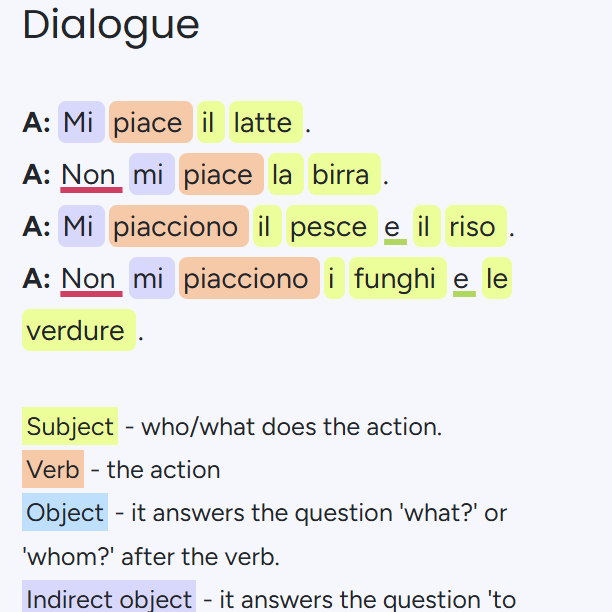 Dialogue
A: Mi piace il latte .
A: Non mi piace la birra .
A: Mi piacciono il pesce e il riso .
A: Non mi piacciono i funghi e le
verdure .
Subject - who/what does the action.
Verb - the action
Object - it answers the question 'what?' or
'whom?' after the verb.
Indirect object - it answers the question 'to